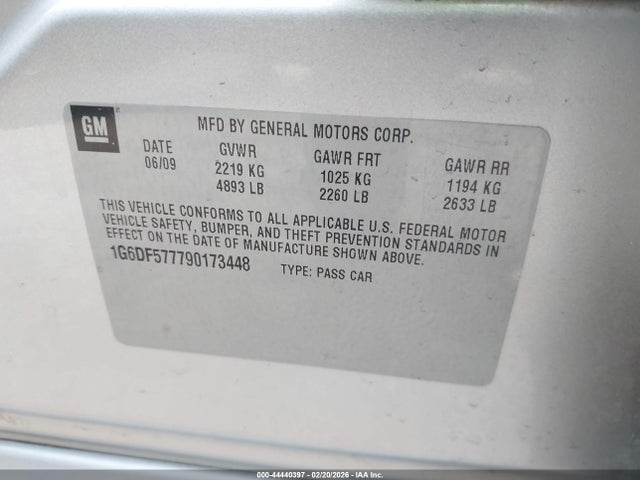 GM
MFD BY GENERAL MOTORS CORP.
DATE GVWR GAWR FRT GAWR RR
06/09 2219 KG 1025 KG 1194 KG
4893 LB 2260 LB 2633 LB
THIS VEHICLE CONFORMS TO ALL APPLICABLE U.S. FEDERAL MOTOR
VEHICLE SAFETY, BUMPER, AND THEFT PREVENTION STANDARDS IN
EFFECT ON THE DATE OF MANUFACTURE SHOWN ABOVE.
1G6DF577790173448 TYPE: PASS CAR
000-44440397 - 02/20/2026 - IAAI, Inc.